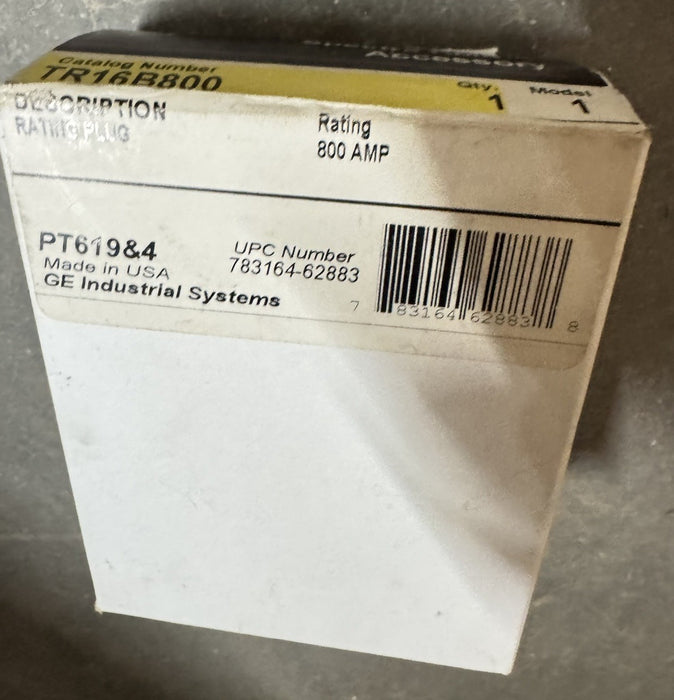 Accessory
Catalog Number
TR16B800
Qty.
1
Model
1
DESCRIPTION
RATING PLUG
Rating
800 AMP
PT619&4
Made in USA
GE Industrial Systems
UPC Number
783164-62883
7 83164 62883 8